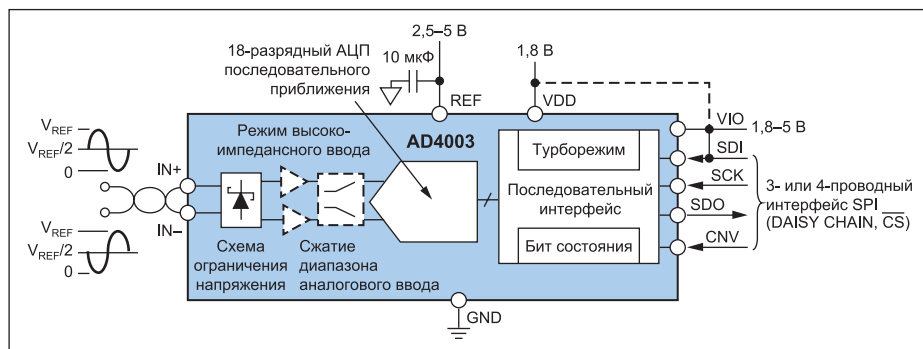 2,5–5 В
18-разрядный АЦП
последовательного
приближения
10 мкФ
1,8 В
REF
VDD
VREF
VREF/2
0
IN+
Режим высоко-
импедансного ввода
AD4003
Турборежим
Последовательный
интерфейс
Бит состояния
VIO
1,8–5 В
SDI
SCK
SDO
CNV
3- или 4-проводный
интерфейс SPI
(DAISY CHAIN, C̅S̅)
VREF
VREF/2
0
IN–
Схема
ограничения
напряжения
Сжатие
диапазона
аналогового ввода
GND